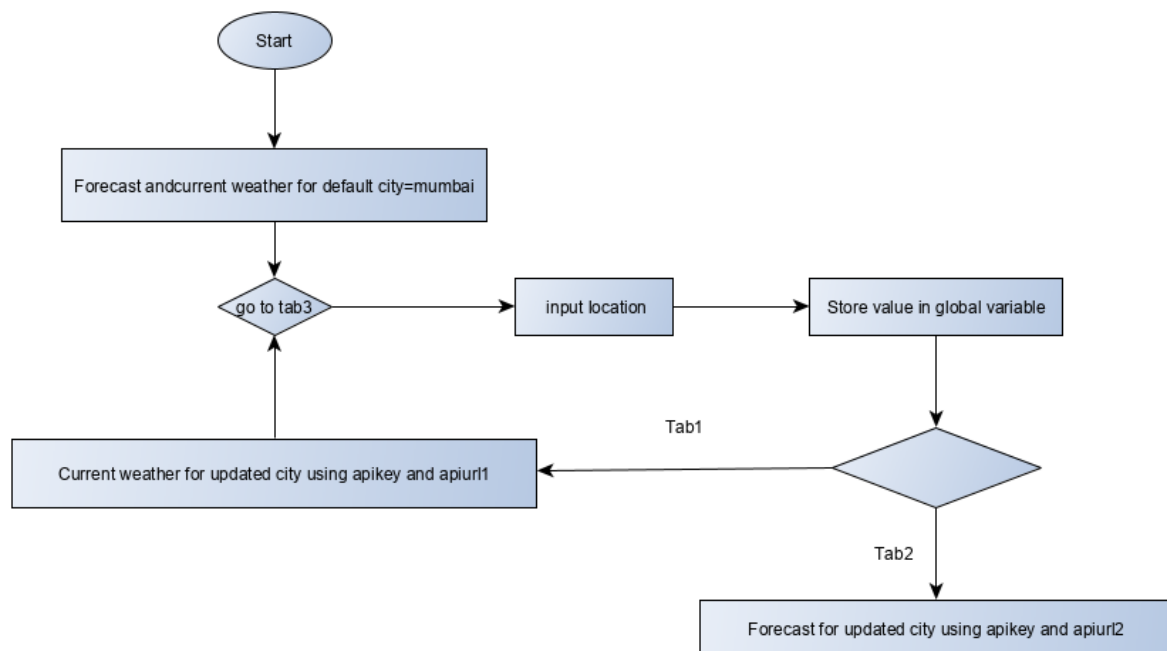 Start
Forecast andcurrent weather for default city=mumbai
go to tab3
input location
Store value in global variable
Tab1
Current weather for updated city using apikey and apiurl1
Tab2
Forecast for updated city using apikey and apiurl2